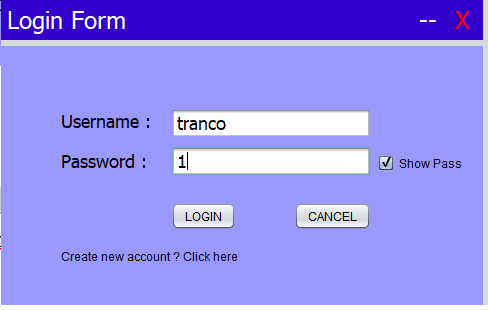 Login Form -- X
Username : tranco
Password : 1 Show Pass
LOGIN CANCEL
Create new account ? Click here